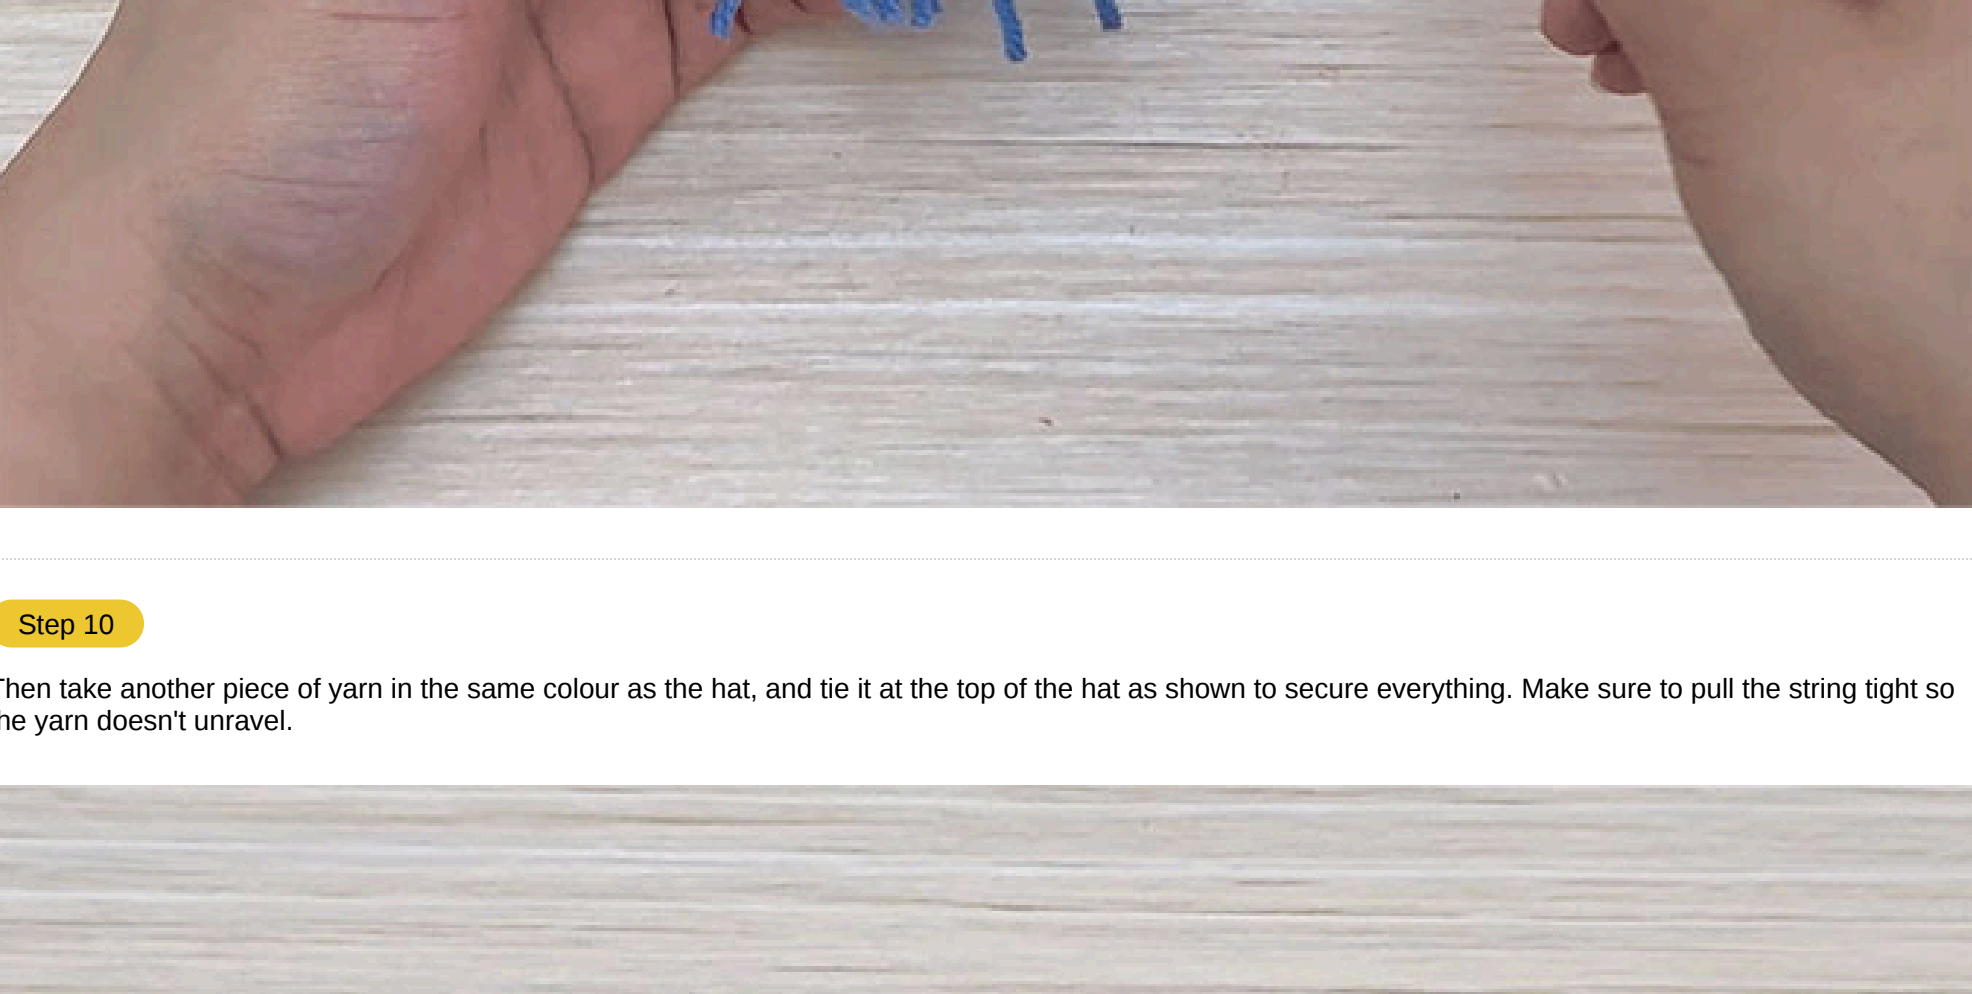 Step 10
Then take another piece of yarn in the same colour as the hat, and tie it at the top of the hat as shown to secure everything. Make sure to pull the string tight so
the yarn doesn't unravel.